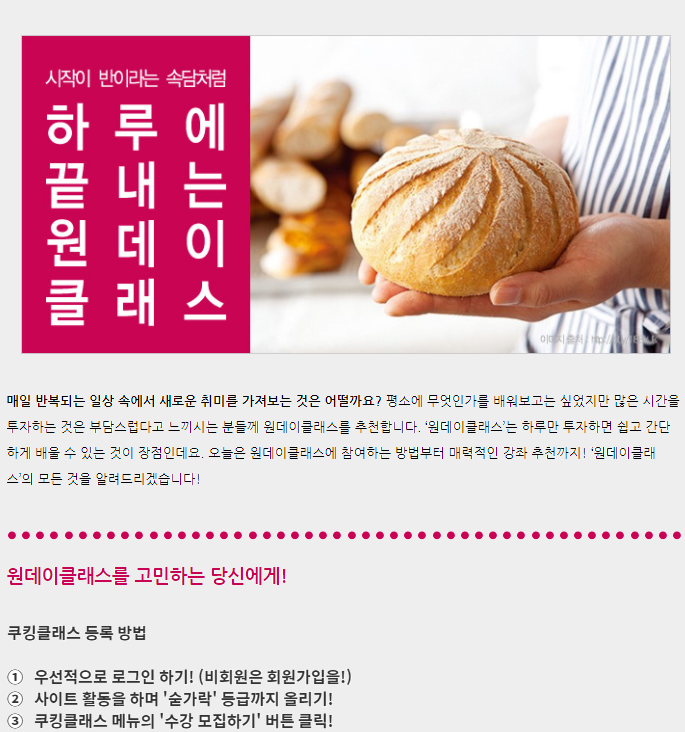 시작이 반이라는 속담처럼
하루에
끝내는
원데이
클래스
이미지 출처 : http://
매일 반복되는 일상 속에서 새로운 취미를 가져보는 것은 어떨까요? 평소에 무엇인가를 배워보고는 싶었지만 많은 시간을
투자하는 것은 부담스럽다고 느끼시는 분들께 원데이클래스를 추천합니다. ‘원데이클래스’는 하루만 투자하면 쉽고 간단
하게 배울 수 있는 것이 장점인데요. 오늘은 원데이클래스에 참여하는 방법부터 매력적인 강좌 추천까지! ‘원데이클래
스’의 모든 것을 알려드리겠습니다!
원데이클래스를 고민하는 당신에게!
쿠킹클래스 등록 방법
① 우선적으로 로그인 하기! (비회원은 회원가입을!)
② 사이트 활동을 하며 '숟가락' 등급까지 올리기!
③ 쿠킹클래스 메뉴의 '수강 모집하기' 버튼 클릭!